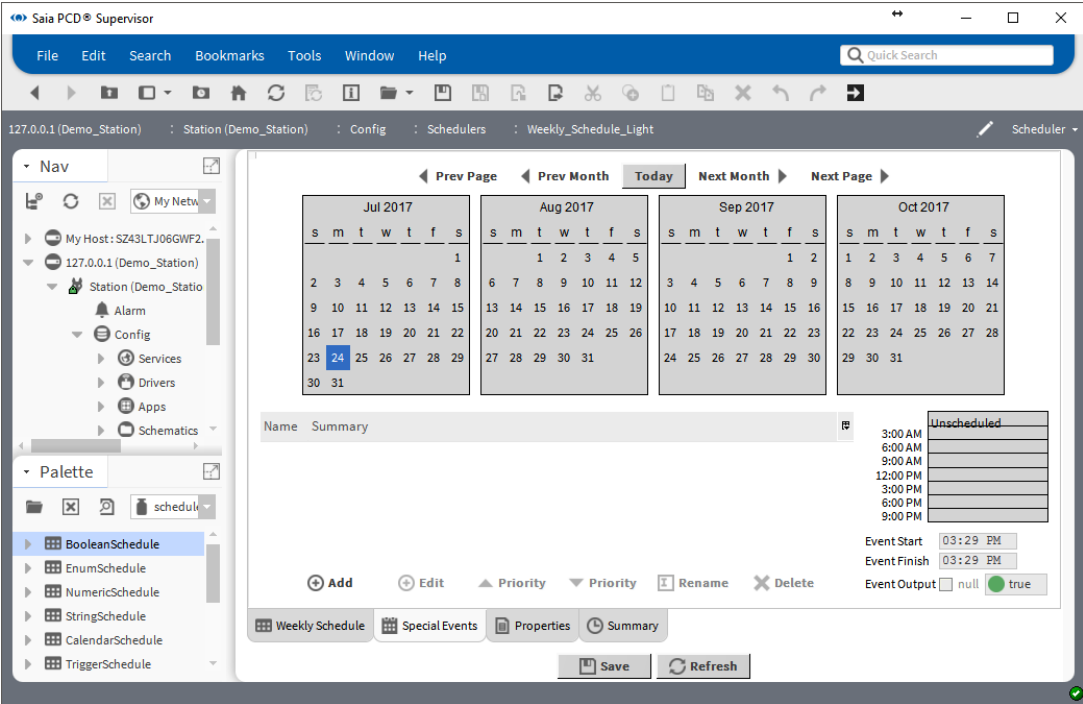 Saia PCD® Supervisor
File Edit Search Bookmarks Tools Window Help
Quick Search
127.0.0.1 (Demo_Station) : Station (Demo_Station) : Config : Schedulers : Weekly_Schedule_Light
Scheduler
Nav
My Netw
My Host : SZ43LTJ06GWF2.
127.0.0.1 (Demo_Station)
Station (Demo_Statio
Alarm
Config
Services
Drivers
Apps
Schematics
Palette
schedule
BooleanSchedule
EnumSchedule
NumericSchedule
StringSchedule
CalendarSchedule
TriggerSchedule
Prev Page Prev Month Today Next Month Next Page
Jul 2017
s m t w t f s
1
2 3 4 5 6 7 8
9 10 11 12 13 14 15
16 17 18 19 20 21 22
23 24 25 26 27 28 29
30 31
Aug 2017
s m t w t f s
1 2 3 4 5
6 7 8 9 10 11 12
13 14 15 16 17 18 19
20 21 22 23 24 25 26
27 28 29 30 31
Sep 2017
s m t w t f s
1 2
3 4 5 6 7 8 9
10 11 12 13 14 15 16
17 18 19 20 21 22 23
24 25 26 27 28 29 30
Oct 2017
s m t w t f s
1 2 3 4 5 6 7
8 9 10 11 12 13 14
15 16 17 18 19 20 21
22 23 24 25 26 27 28
29 30 31
Name Summary
Unscheduled
3:00 AM
6:00 AM
9:00 AM
12:00 PM
3:00 PM
6:00 PM
9:00 PM
Event Start 03:29 PM
Event Finish 03:29 PM
Event Output null true
Add Edit Priority Priority Rename Delete
Weekly Schedule Special Events Properties Summary
Save Refresh